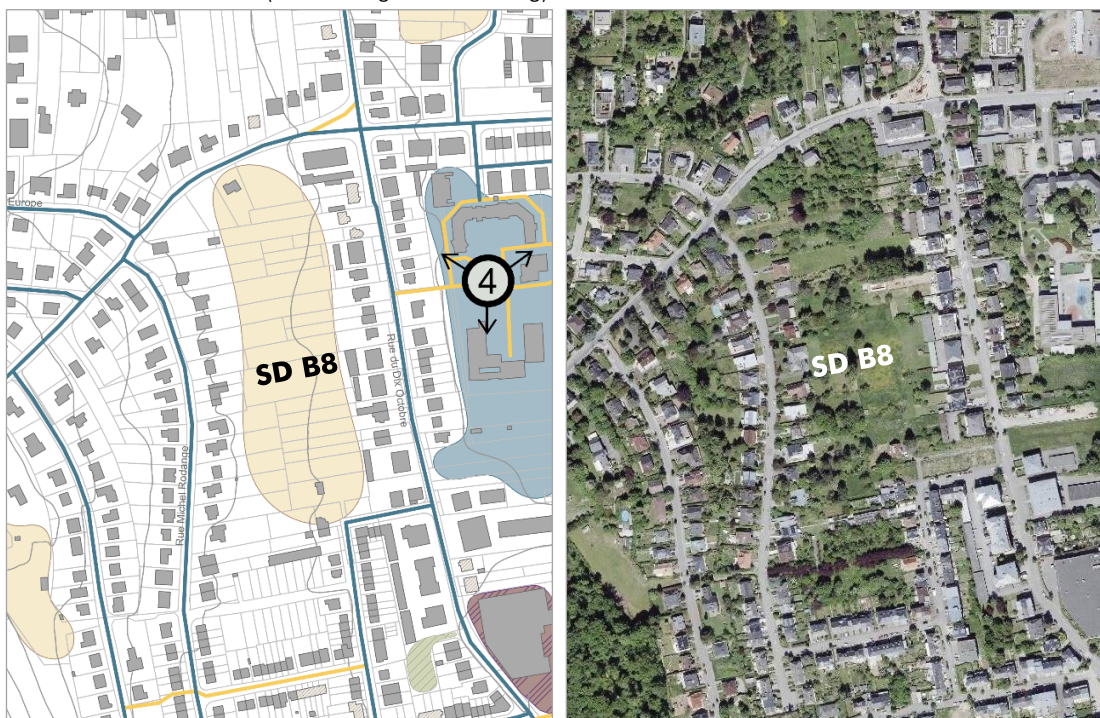 Europe
4
SD B8
Rue du Dix Octobre
Rue Michel Rodange
SD B8